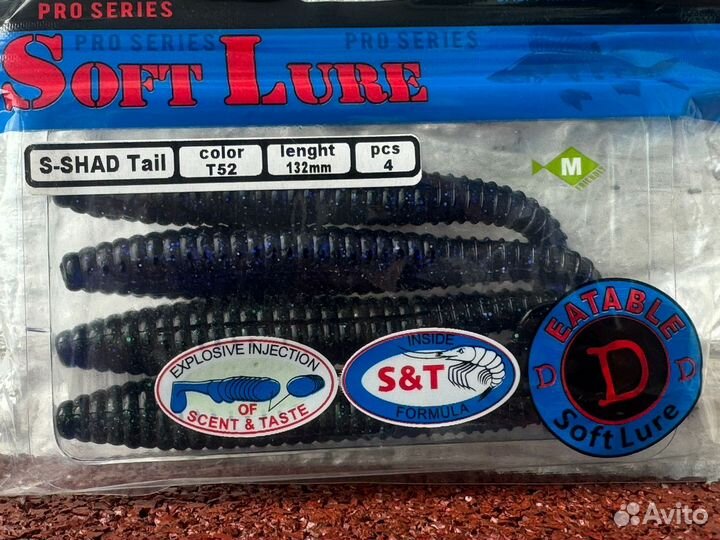 PRO SERIES
PRO SERIES PRO SERIES
SOFT LURE
S-SHAD Tail
color
T52
lenght
132mm
pcs
4
M
FRIENDLY
EXPLOSIVE INJECTION
OF
SCENT & TASTE
INSIDE
S&T
FORMULA
EATABLE
D D D
Soft Lure
Avito